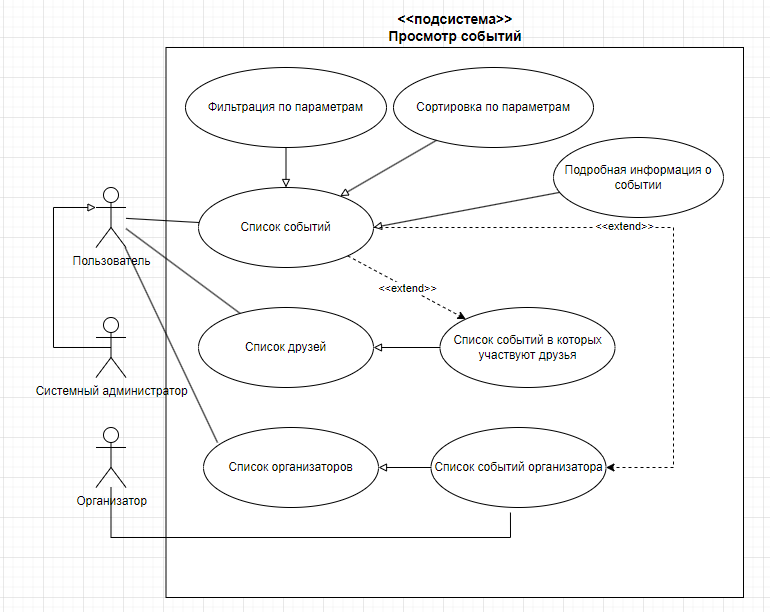 <<подсистема>>
Просмотр событий
Фильтрация по параметрам
Сортировка по параметрам
Подробная информация о
событии
Список событий
<<extend>>
Пользователь
<<extend>>
Список друзей
Список событий в которых
участвуют друзья
Системный администратор
Список организаторов
Список событий организатора
Организатор